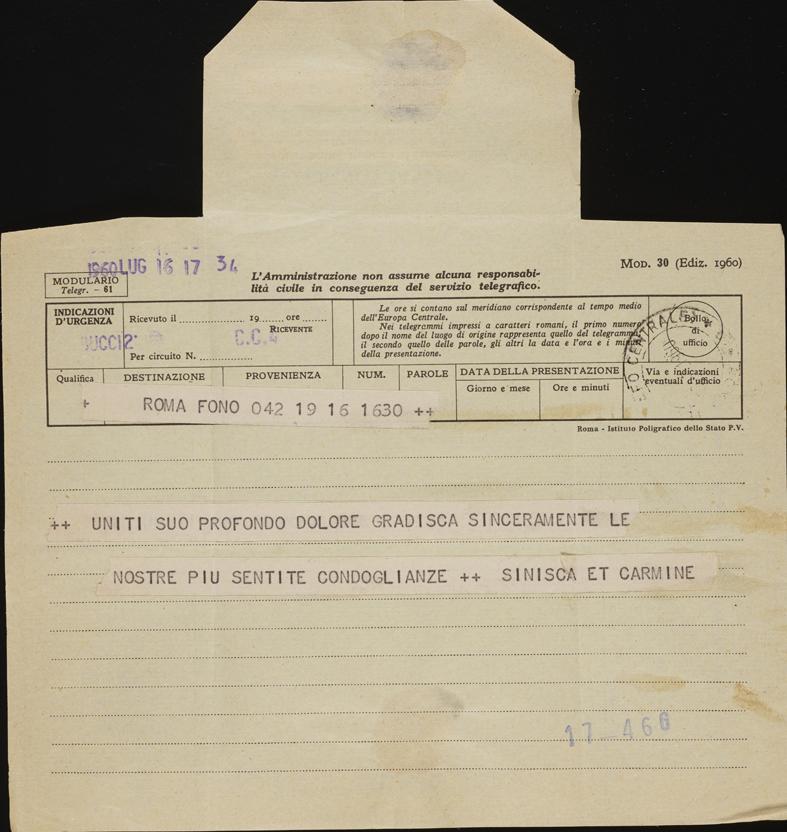 1960 LUG 16 17 34
MODULARIO
Telegr. - 61
L'Amministrazione non assume alcuna responsabi-
lità civile in conseguenza del servizio telegrafico.
MOD. 30 (Ediz. 1960)
INDICAZIONI
D'URGENZA
Ricevuto il 19 ore
RICEVENTE
Per circuito N.
Le ore si contano sul meridiano corrispondente al tempo medio
dell'Europa Centrale.
Nei telegrammi impressi a caratteri romani, il primo numero
dopo il nome del luogo di origine rappresenta quello del telegramma,
il secondo quello delle parole, gli altri la data e l'ora e i minuti
della presentazione.
Bollo
di
ufficio
CENTRALE
Qualifica
DESTINAZIONE
PROVENIENZA
NUM.
PAROLE
DATA DELLA PRESENTAZIONE
Giorno e mese
Ore e minuti
Via e indicazioni
eventuali d'ufficio
+ ROMA FONO 042 19 16 1630 ++
Roma - Istituto Poligrafico dello Stato P.V.
++ UNITI SUO PROFONDO DOLORE GRADISCA SINCERAMENTE LE
NOSTRE PIU SENTITE CONDOGLIANZE ++ SINISCA ET CARMINE
17 466